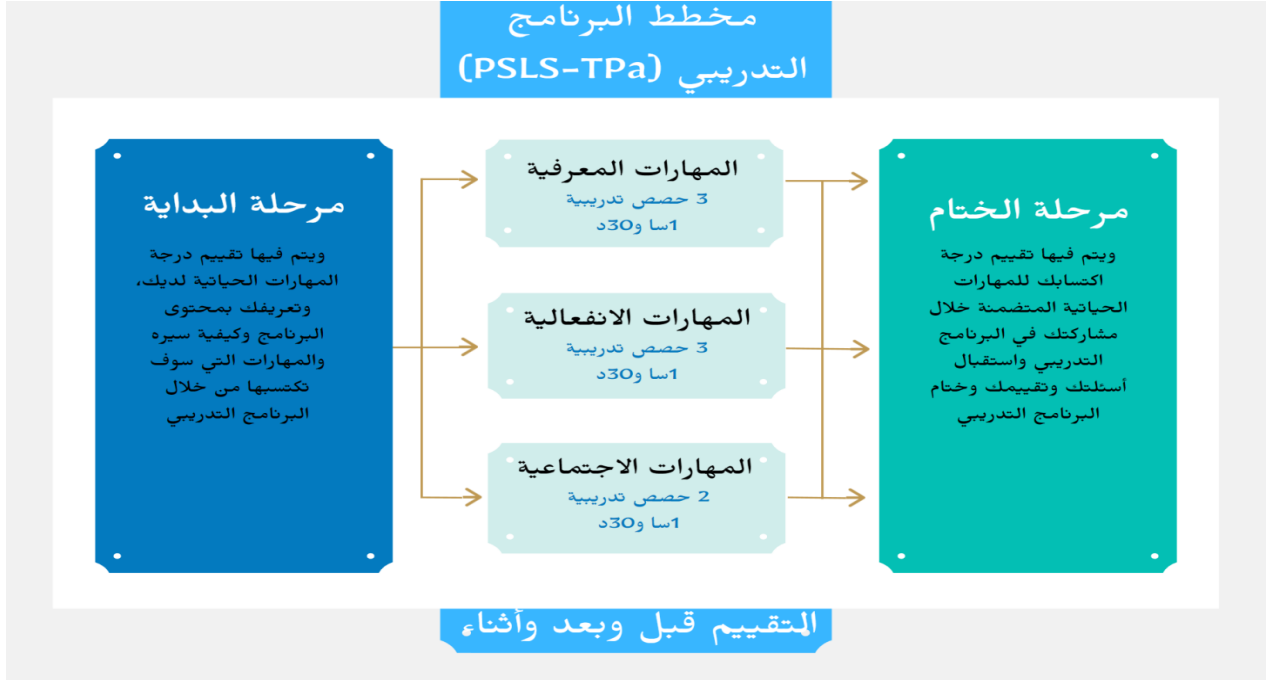 مخطط البرنامج
التدريبي (PSLS-TPa)
مرحلة البداية
ويتم فيها تقييم درجة
المهارات الحياتية لديك،
وتعريفك بمحتوى
البرنامج وكيفية سيره
والمهارات التي سوف
تكتسبها من خلال
البرنامج التدريبي
المهارات المعرفية
3 حصص تدريبية
1سا و30د
المهارات الانفعالية
3 حصص تدريبية
1سا و30د
المهارات الاجتماعية
2 حصص تدريبية
1سا و30د
مرحلة الختام
ويتم فيها تقييم درجة
اكتسابك للمهارات
الحياتية المتضمنة خلال
مشاركتك في البرنامج
التدريبي واستقبال
أسئلتك وتقييمك وختام
البرنامج التدريبي
التقييم قبل وبعد وأثناء